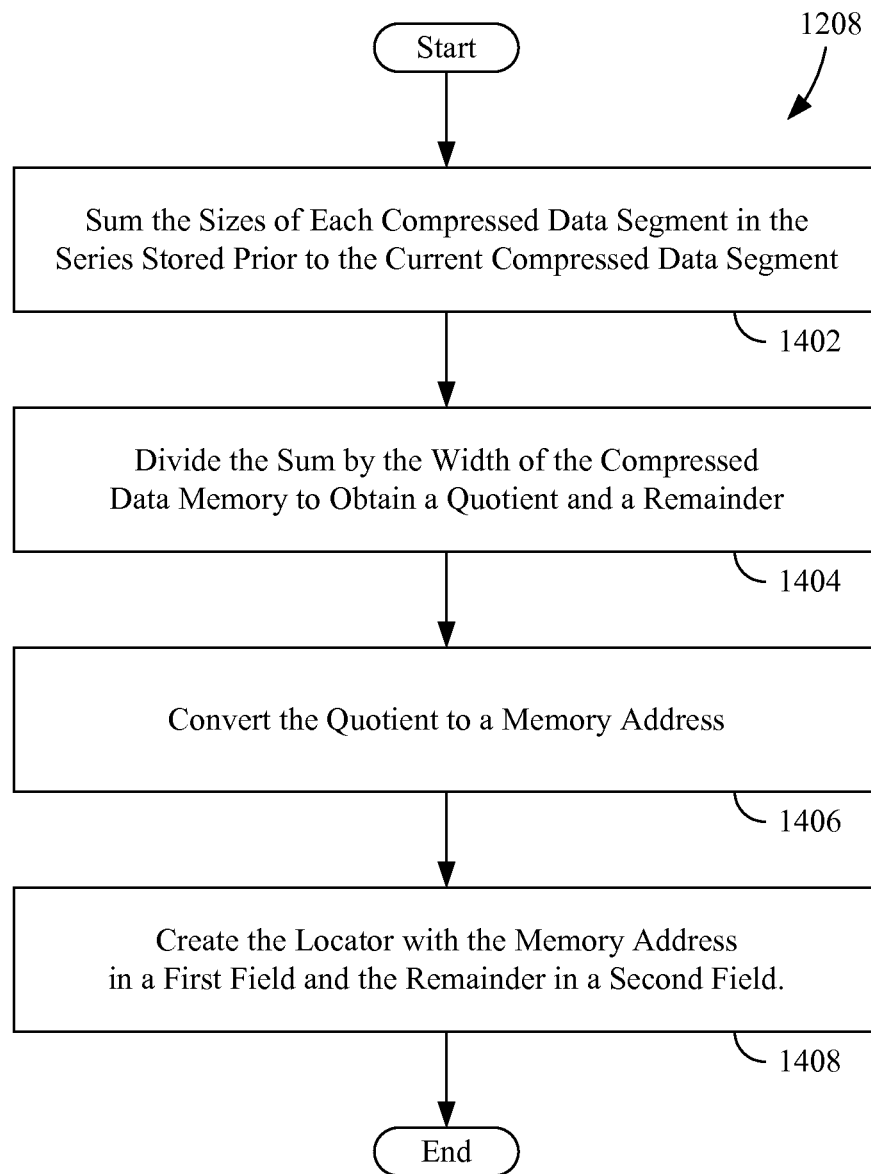 1208
Start
Sum the Sizes of Each Compressed Data Segment in the
Series Stored Prior to the Current Compressed Data Segment
1402
Divide the Sum by the Width of the Compressed
Data Memory to Obtain a Quotient and a Remainder
1404
Convert the Quotient to a Memory Address
1406
Create the Locator with the Memory Address
in a First Field and the Remainder in a Second Field.
1408
End